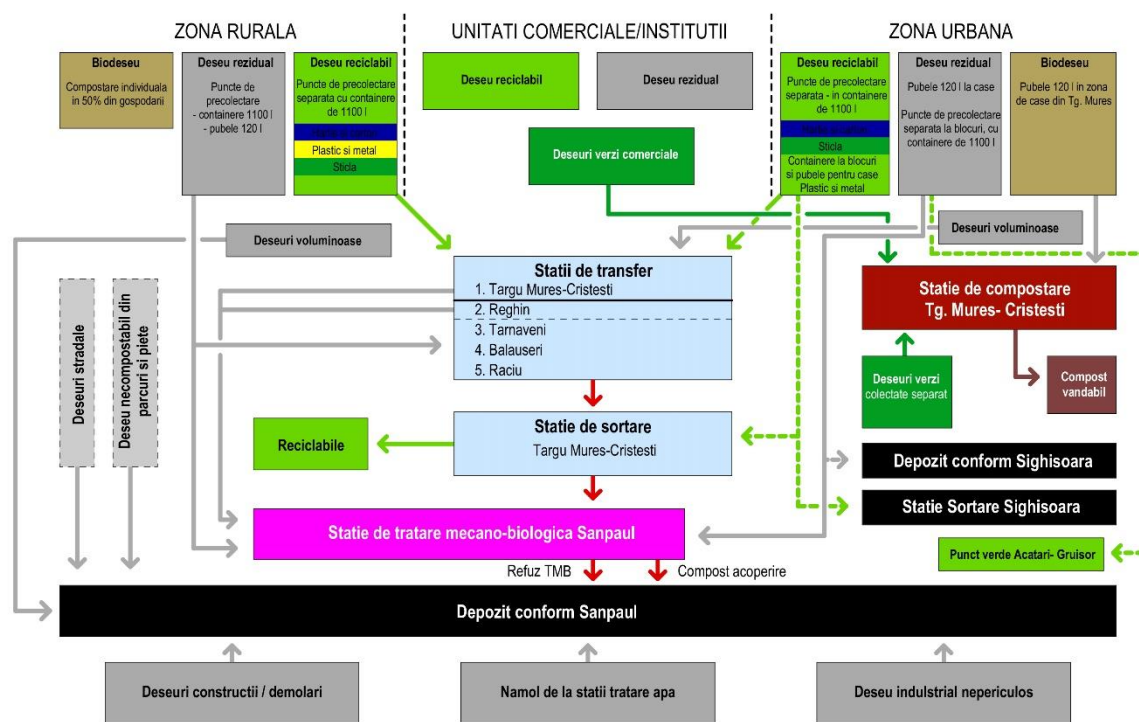 ZONA RURALA
UNITATI COMERCIALE/INSTITUTII
ZONA URBANA
Biodeseu
Compostare individuala
in 50% din gospodarii
Deseu rezidual
Puncte de
precolectare
- containere 1100 l
- pubele 120 l
Deseu reciclabil
Puncte de precolectare
separata cu containere
de 1100 l
Plastic si metal
Sticla
Deseu reciclabil
Deseu rezidual
Deseuri verzi comerciale
Deseu reciclabil
Puncte de precolectare
separata - in containere
de 1100 l
Sticla
Containere la blocuri
si pubele pentru case
Plastic si metal
Deseu rezidual
Pubele 120 l la case
Puncte de precolectare
separata la blocuri, cu
containere de 1100 l
Biodeseu
Pubele 120 l in zona
de case din Tg. Mures
Deseuri voluminoase
Deseuri voluminoase
Deseuri stradale
Deseu necompostabil din
parcuri si piete
Statii de transfer
1. Targu Mures-Cristesti
2. Reghin
3. Tarnaveni
4. Balauseri
5. Raciu
Statie de compostare
Tg. Mures- Cristesti
Deseuri verzi
colectate separat
Compost
vandabil
Reciclabile
Statie de sortare
Targu Mures-Cristesti
Depozit conform Sighisoara
Statie Sortare Sighisoara
Statie de tratare mecano-biologica Sanpaul
Punct verde Acatari- Gruisor
Refuz TMB
Compost acoperire
Depozit conform Sanpaul
Deseuri constructii / demolari
Namol de la statii tratare apa
Deseu indulstrial nepericulos